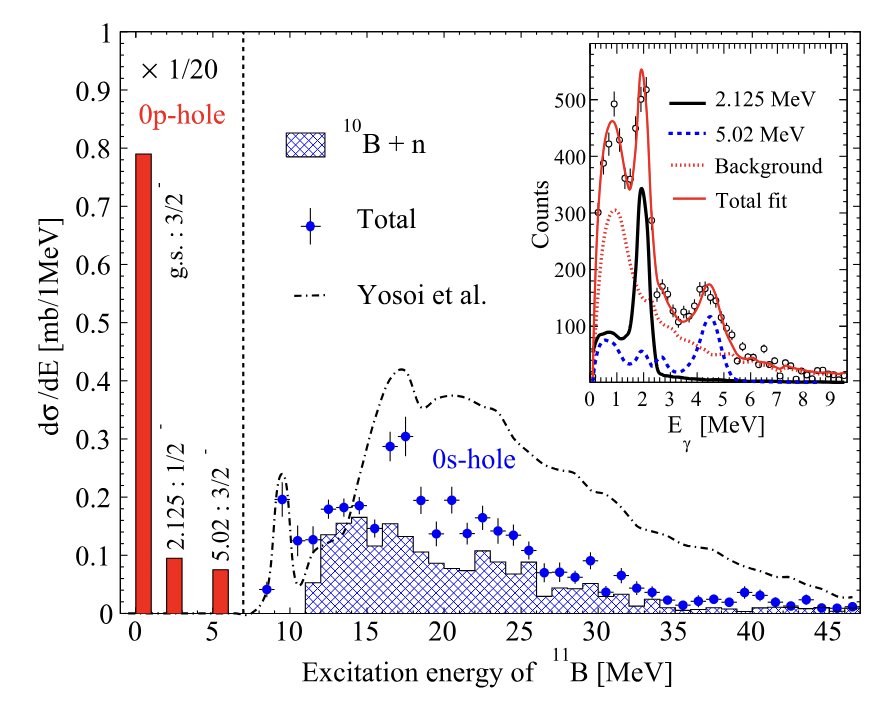 1
0.9
0.8
0.7
0.6
0.5
0.4
0.3
0.2
0.1
0
dσ/dE [mb/1MeV]
× 1/20
0p-hole
g.s. : 3/2⁻
2.125 : 1/2⁻
5.02 : 3/2⁻
¹⁰B + n
Total
Yosoi et al.
0s-hole
500
400
300
200
100
Counts
2.125 MeV
5.02 MeV
Background
Total fit
0 1 2 3 4 5 6 7 8 9
Eγ [MeV]
0 5 10 15 20 25 30 35 40 45
Excitation energy of ¹¹B [MeV]